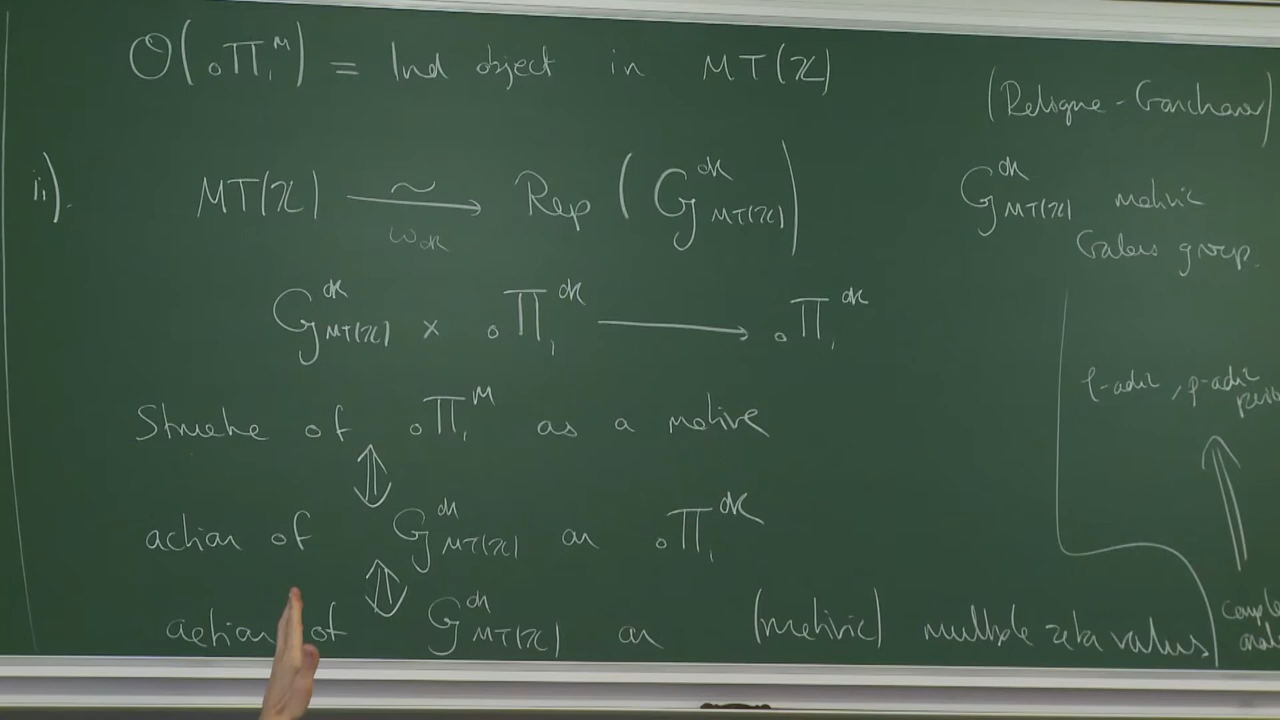 O(₀Π₁^m) = Ind object in MT(ℤ)
(Deligne - Goncharov)
ii). MT(ℤ) ⟶~ ω_dR Rep (G^dR_MT(ℤ))
G^dR_MT(ℤ) motivic
Galois group.
G^dR_MT(ℤ) × ₀Π₁^dR ⟶ ₀Π₁^dR
ℓ-adic, p-adic
Structure of ₀Π₁^m as a motive
⇕
action of G^dR_MT(ℤ) on ₀Π₁^dR
⇕
action of G^dR_MT(ℤ) on (motivic) multiple zeta values